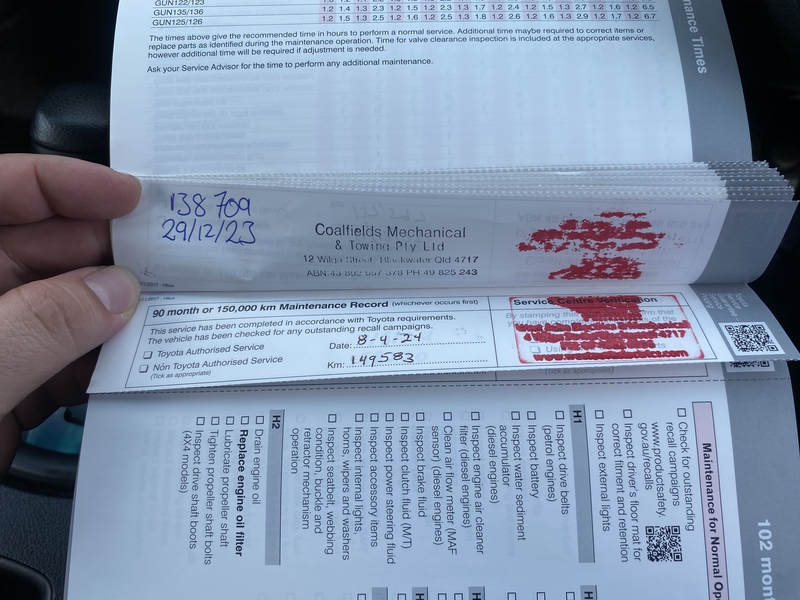 GUN122/123
GUN135/136 1.2 1.4 1.3 2.3 1.2 1.5 1.2 2.3 1.3 1.7 1.2 2.4 1.2 1.5 1.3 2.7 1.2 1.6 1.2 6.5
GUN125/126 1.2 1.5 1.3 2.5 1.2 1.6 1.2 2.5 1.3 1.8 1.2 2.6 1.2 1.6 1.3 2.9 1.2 1.7 1.2 6.7
The times above give the recommended time in hours to perform a normal service. Additional time maybe required to correct items or
replace parts as identified during the maintenance operation. Time for valve clearance inspection is included at the appropriate services,
however additional time will be required if adjustment is needed.
Ask your Service Advisor for the time to perform any additional maintenance.
nance Times
138 709
29/12/23
Coalfields Mechanical
& Towing Pty Ltd
12 Street, Blackwater Qld 4717
ABN: PH:49 825 243
90 month or 150,000 km Maintenance Record (whichever occurs first)
This service has been completed in accordance with Toyota requirements.
The vehicle has been checked for any outstanding recall campaigns.
Toyota Authorised Service
Non Toyota Authorised Service
(Tick as appropriate)
Date: 8-4-24
Km: 149583
Service Centre Verification
Toyota
Service
Maintenance for Normal Op
102 mont
Check for outstanding
recall campaigns
www.productsafety.
gov.au/recalls
Inspect driver's floor mat for
correct fitment and retention
Inspect external lights
H1
Inspect drive belts
(petrol engines)
Inspect battery
Inspect water sediment
accumulator
(diesel engines)
Inspect engine air cleaner
filter (diesel engines)
Clean air flow meter (MAF
sensor) (diesel engines)
Inspect brake fluid
Inspect clutch fluid (M/T)
Inspect power steering fluid
Inspect accessory items
Inspect internal lights,
horns, wipers and washers
Inspect seatbelt, webbing
condition, buckle and
retractor mechanism
operation
H2
Drain engine oil
Replace engine oil filter
Lubricate propeller shaft
Tighten propeller shaft bolts
Inspect drive shaft boots
(4X4 models)